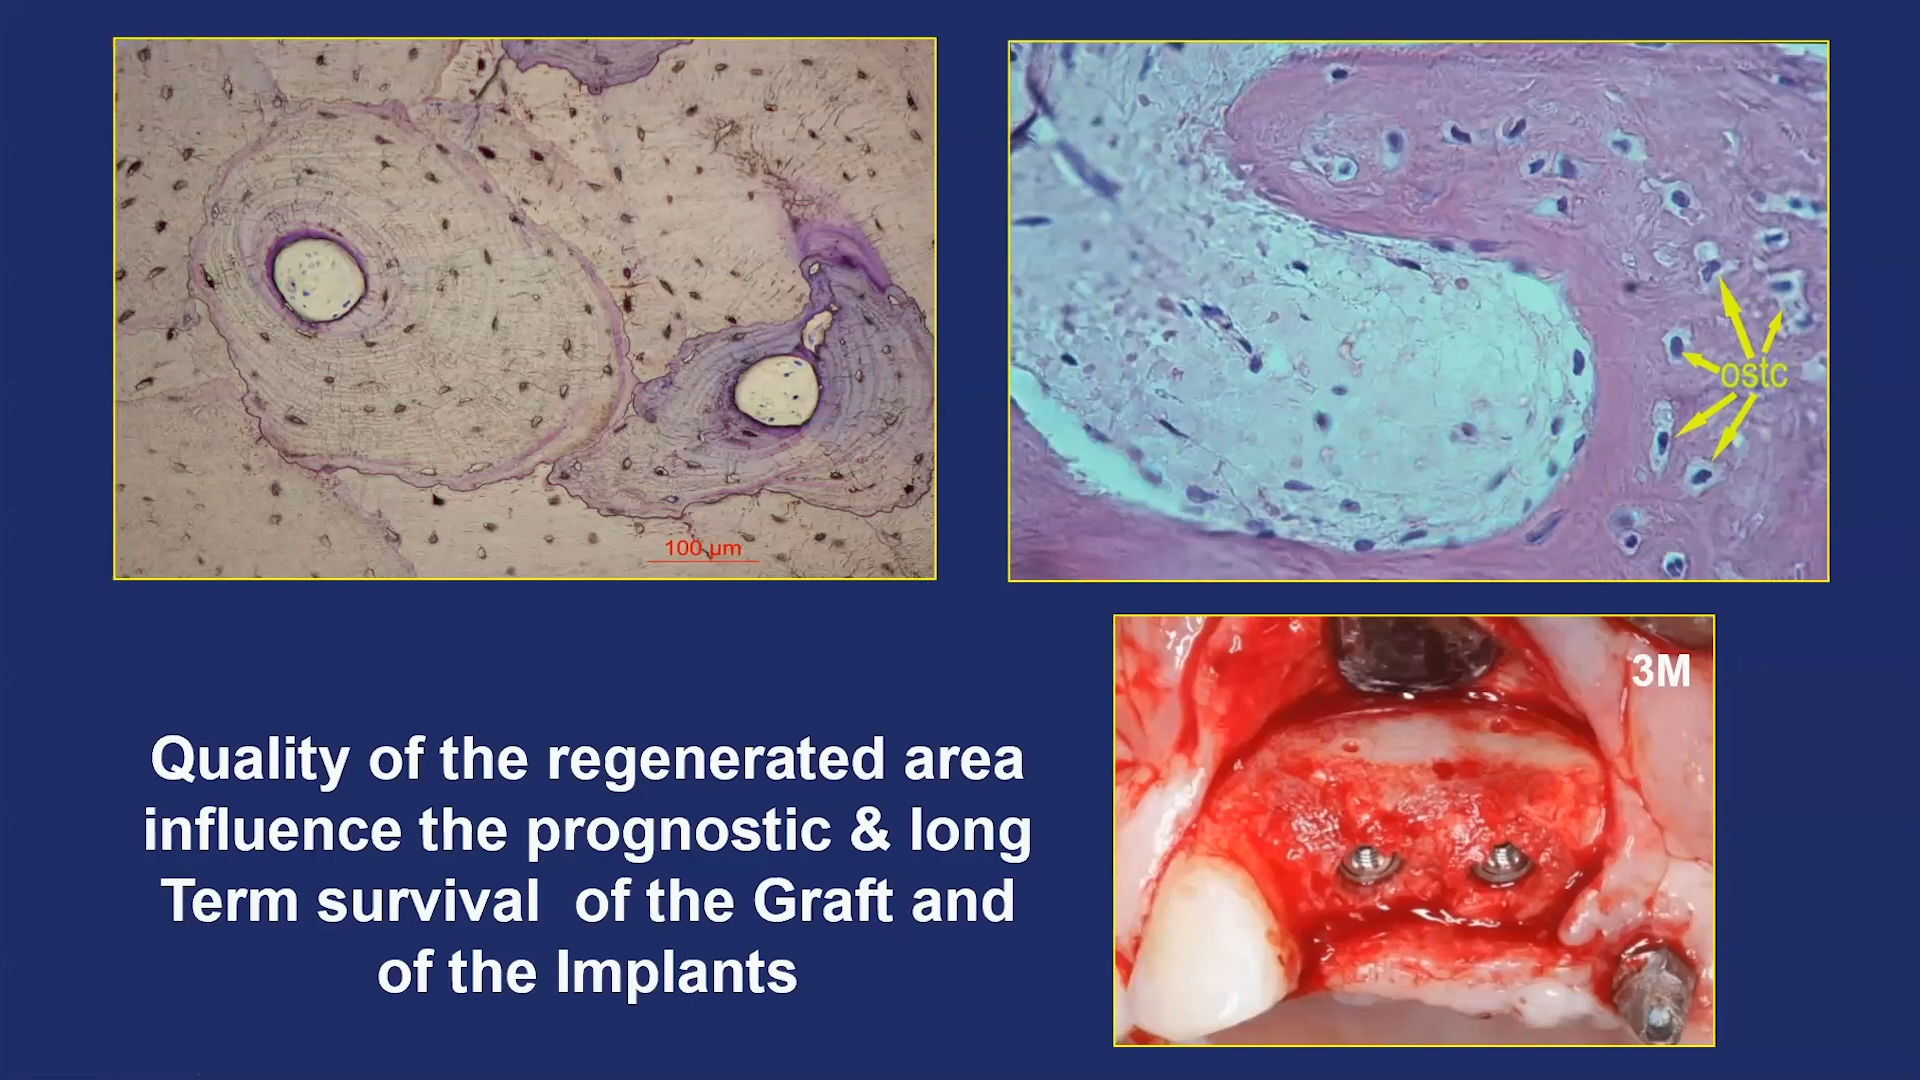 100 µm
ostc
3M
Quality of the regenerated area
influence the prognostic & long
Term survival  of the Graft and
of the Implants